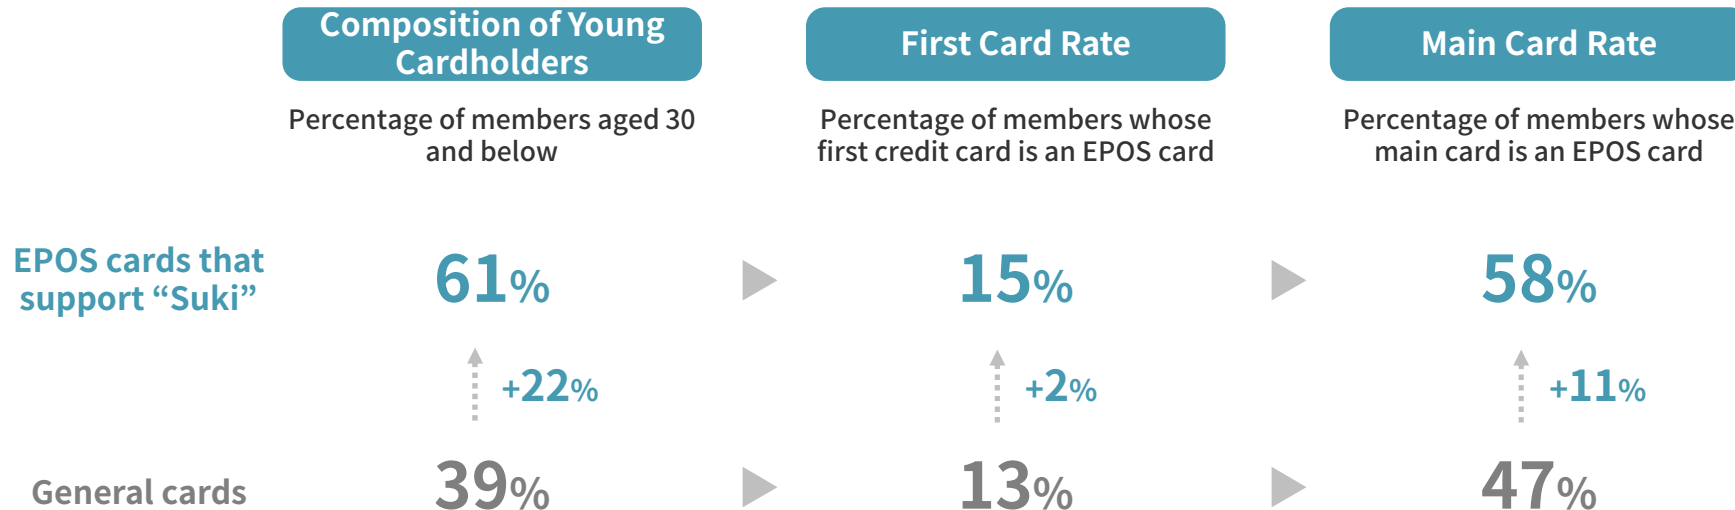 Composition of Young
Cardholders
First Card Rate
Main Card Rate
Percentage of members aged 30
and below
Percentage of members whose
first credit card is an EPOS card
Percentage of members whose
main card is an EPOS card
EPOS cards that
support “Suki”
61%
15%
58%
+22%
+2%
+11%
General cards
39%
13%
47%